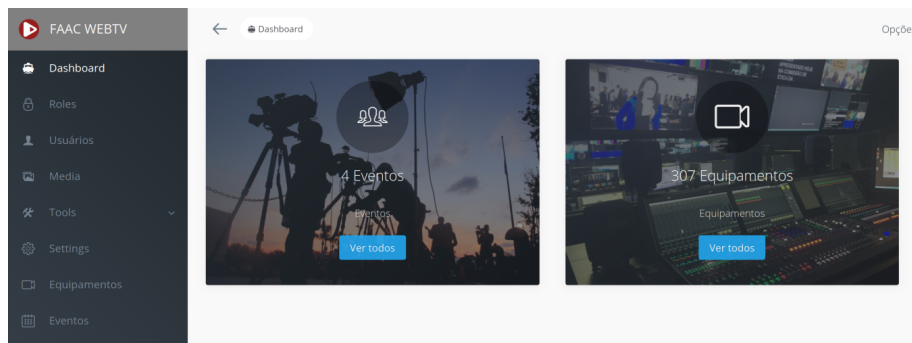 FAAC WEBTV
Dashboard
Roles
Usuários
Media
Tools
Settings
Equipamentos
Eventos
Dashboard
Opçõe
4 Eventos
Eventos
Ver todos
307 Equipamentos
Equipamentos
Ver todos